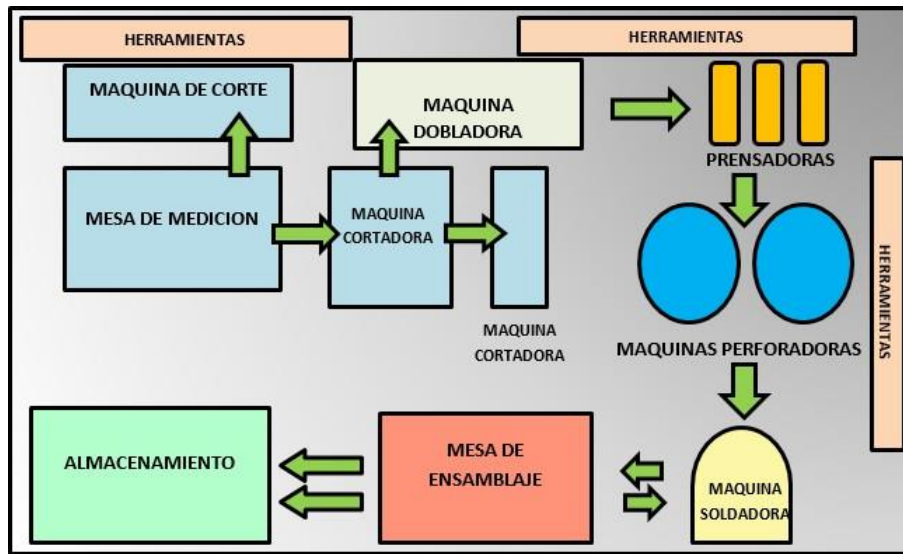 HERRAMIENTAS
HERRAMIENTAS
MAQUINA DE CORTE
MAQUINA
DOBLADORA
PRENSADORAS
MESA DE MEDICION
MAQUINA
CORTADORA
MAQUINA
CORTADORA
HERRAMIENTAS
MAQUINAS PERFORADORAS
ALMACENAMIENTO
MESA DE
ENSAMBLAJE
MAQUINA
SOLDADORA